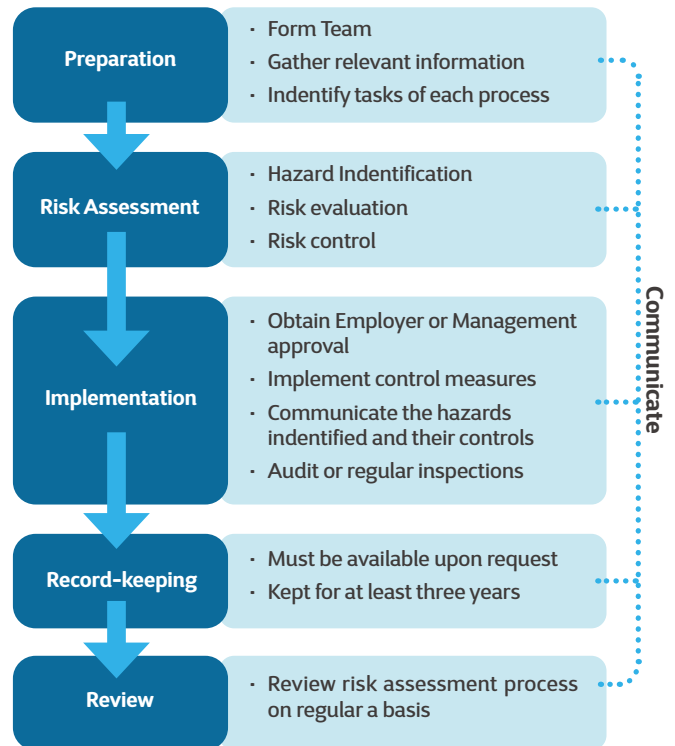 Preparation
· Form Team
· Gather relevant information
· Indentify tasks of each process
Risk Assessment
· Hazard Indentification
· Risk evaluation
· Risk control
Implementation
· Obtain Employer or Management
approval
· Implement control measures
· Communicate the hazards
indentified and their controls
· Audit or regular inspections
Record-keeping
· Must be available upon request
· Kept for at least three years
Review
· Review risk assessment process
on regular a basis
Communicate